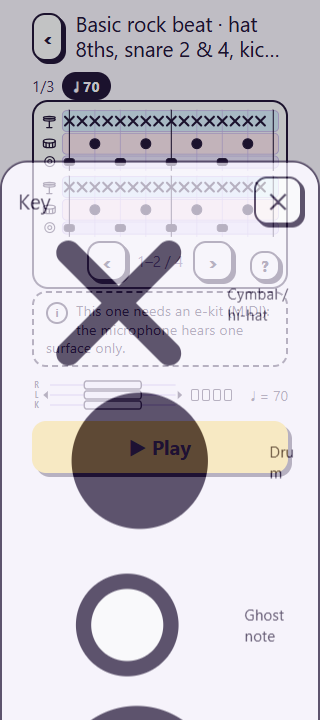 Basic rock beat · hat
8ths, snare 2 & 4, kic...
1/3
♩ 70
Key
1–2 / 4
?
Cymbal /
hi-hat
i
This one needs an e-kit (MIDI):
the microphone hears one
surface only.
R
L
K
♩ = 70
▶ Play
Dru
m
Ghost
note